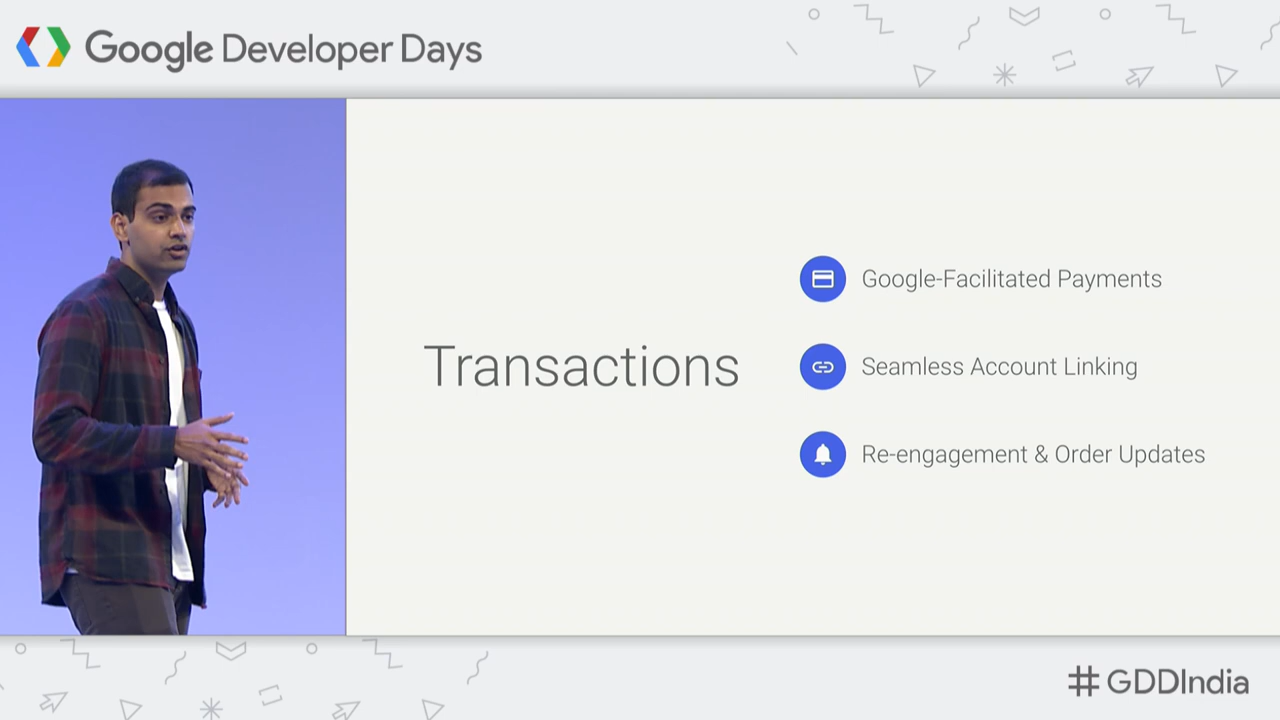 Google Developer Days
Transactions
Google-Facilitated Payments
Seamless Account Linking
Re-engagement & Order Updates
#GDDIndia